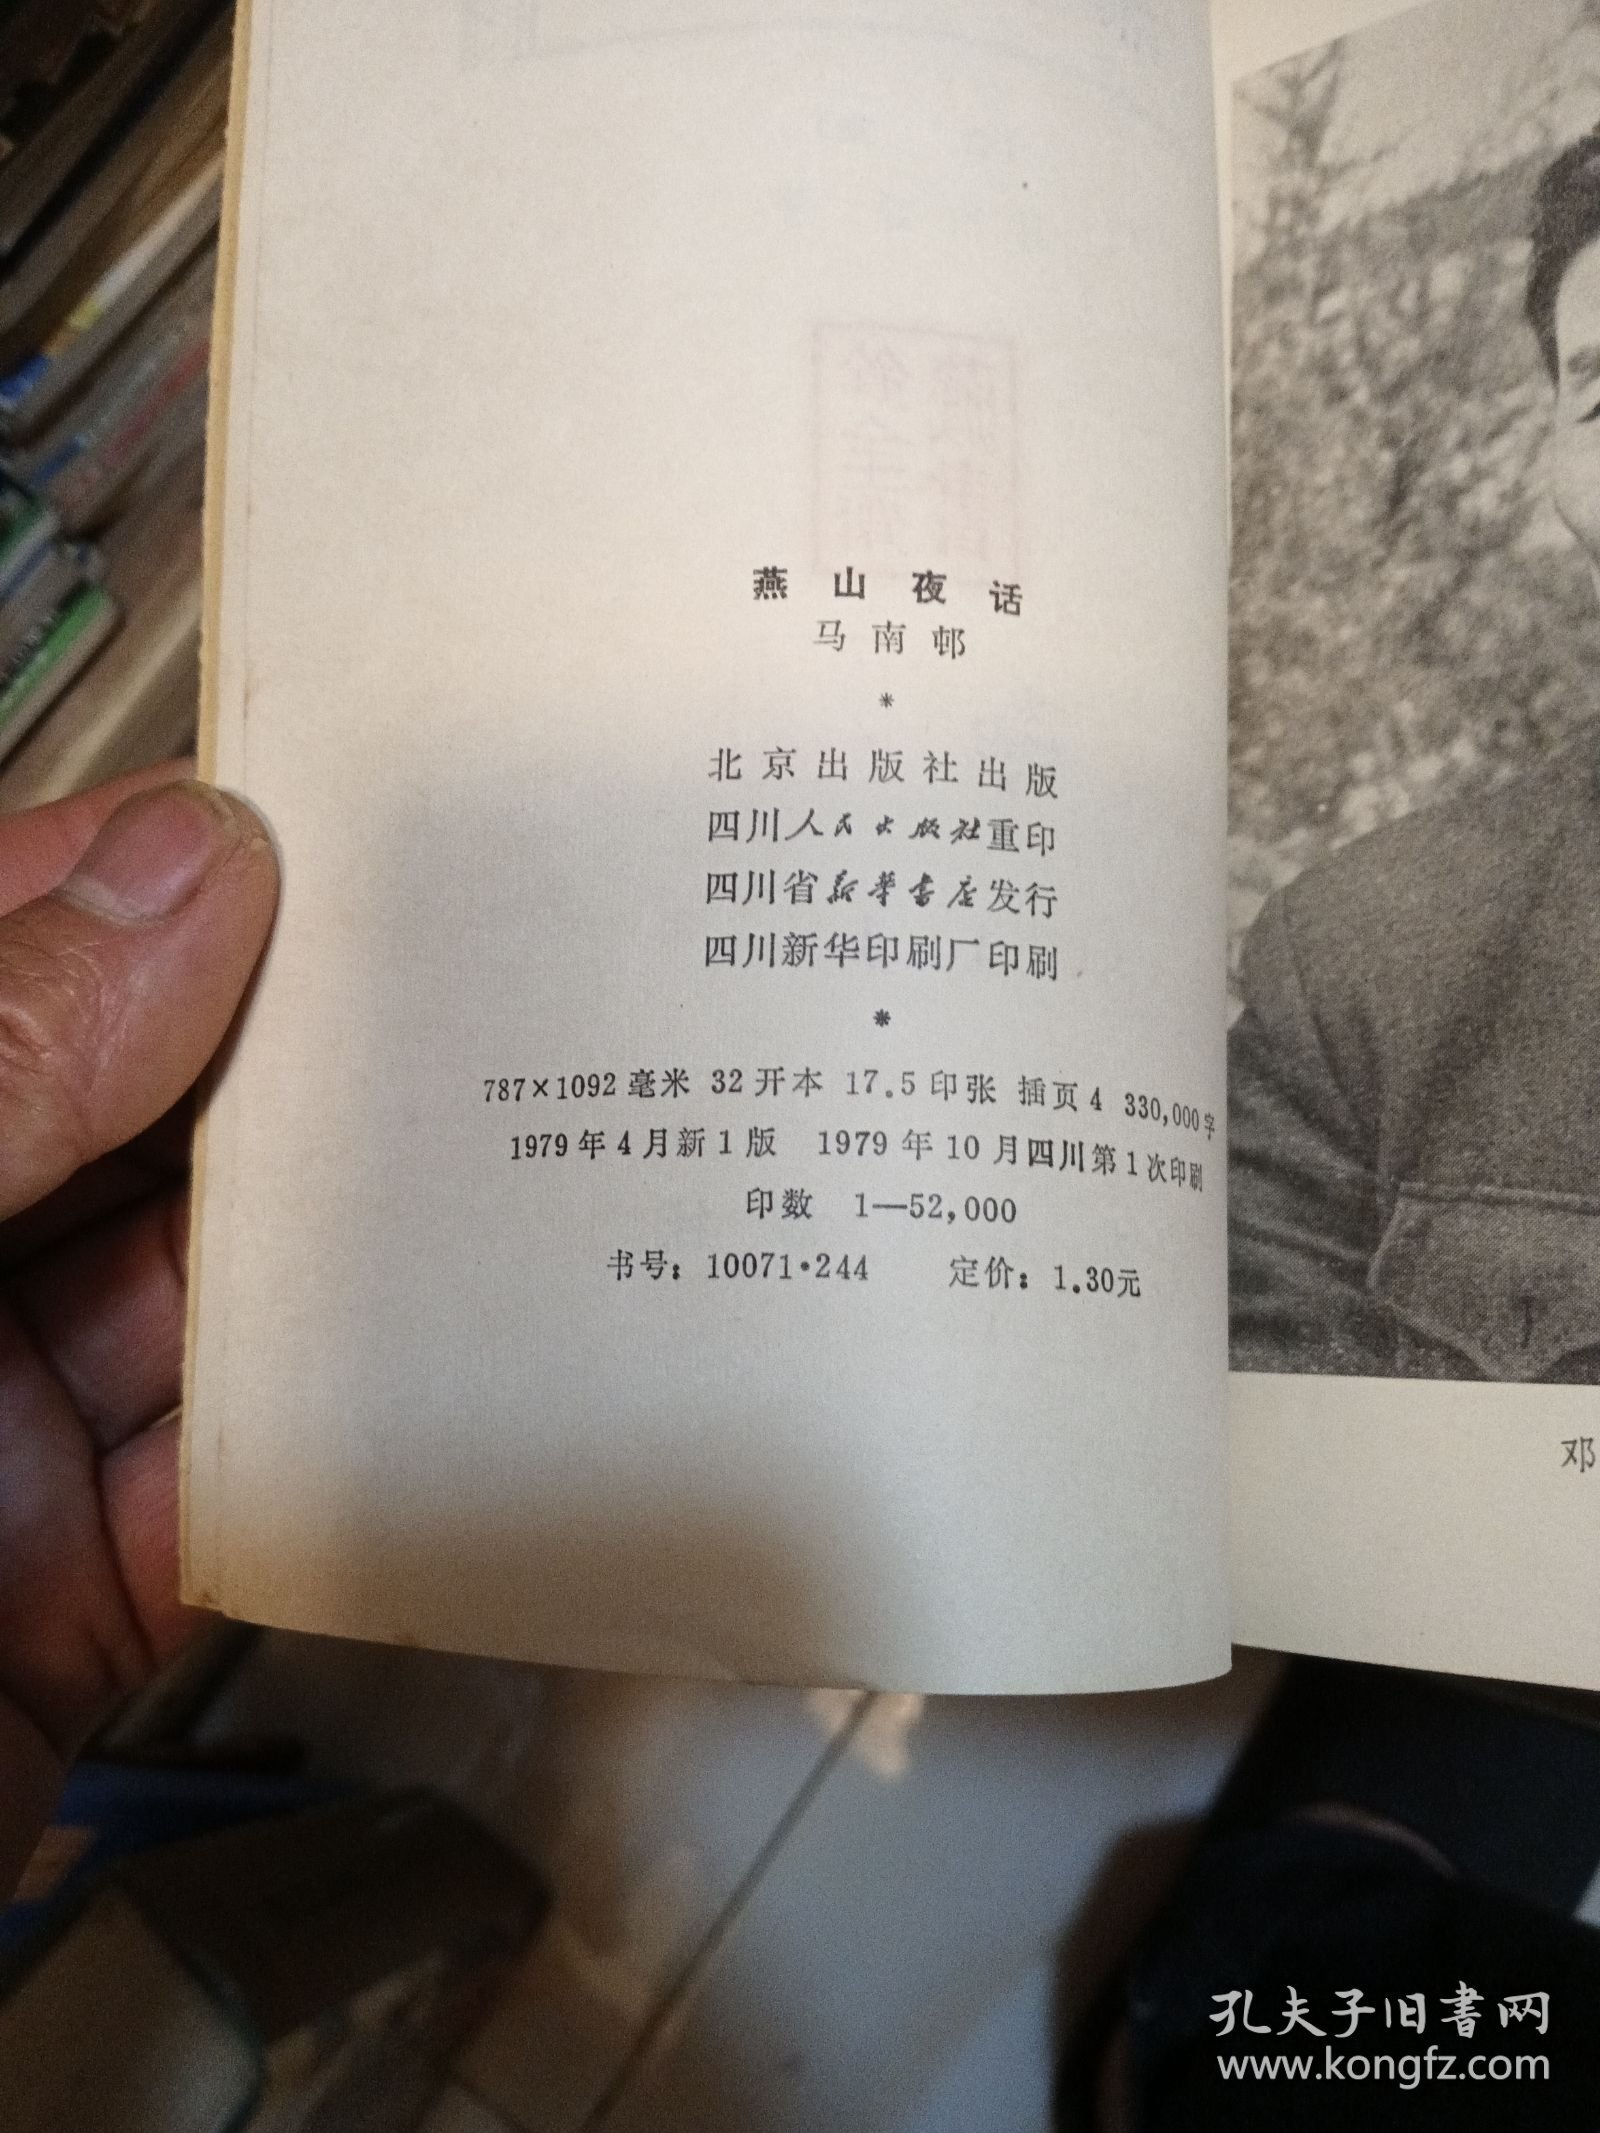 燕山夜话
马南邨
*
北京出版社出版
四川人民出版社重印
四川省新华书店发行
四川新华印刷厂印刷
*
787×1092毫米 32开本 17.5印张 插页4 330,000字
1979年4月新1版 1979年10月四川第1次印刷
印数 1—52,000
书号：10071·244 定价：1.30元
邓
孔夫子旧书网
www.kongfz.com